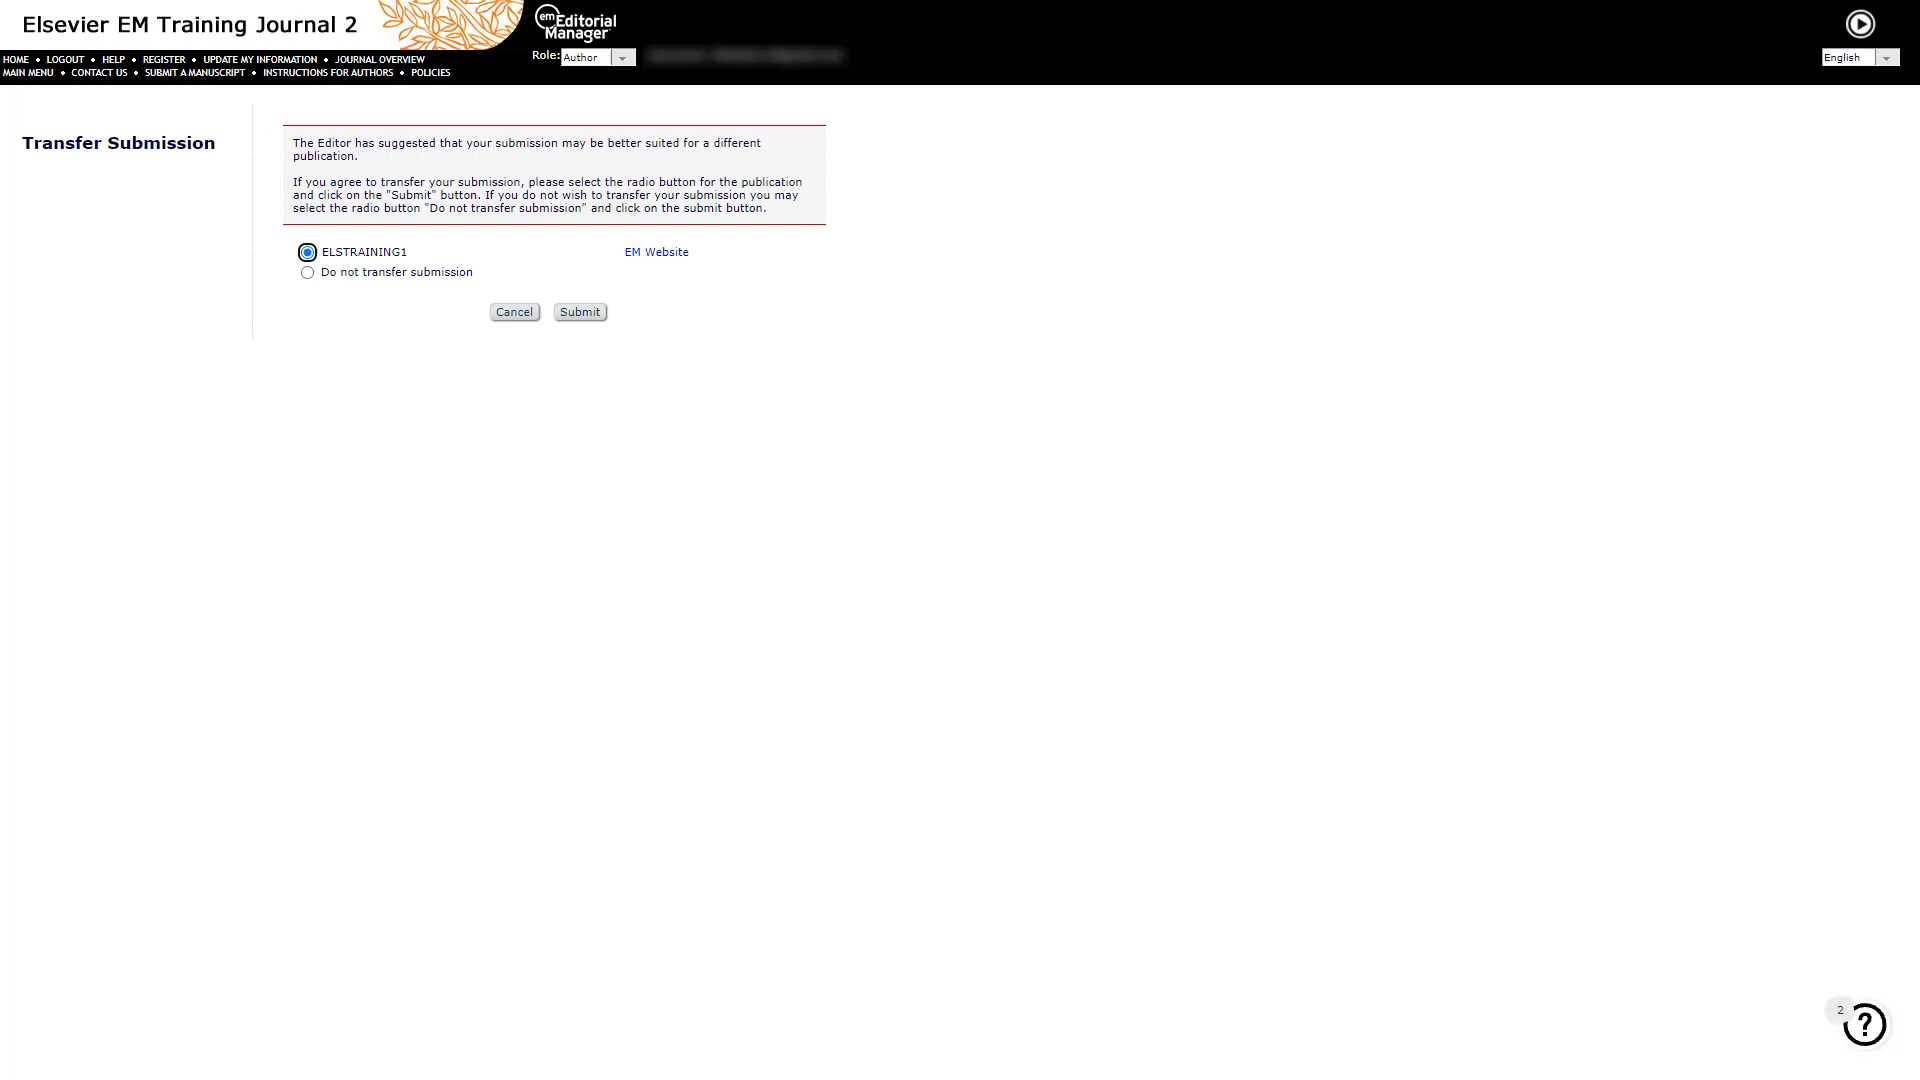 Elsevier EM Training Journal 2
em Editorial
Manager
HOME • LOGOUT • HELP • REGISTER • UPDATE MY INFORMATION • JOURNAL OVERVIEW
MAIN MENU • CONTACT US • SUBMIT A MANUSCRIPT • INSTRUCTIONS FOR AUTHORS • POLICIES
Role: Author
English
Transfer Submission
The Editor has suggested that your submission may be better suited for a different
publication.
If you agree to transfer your submission, please select the radio button for the publication
and click on the "Submit" button. If you do not wish to transfer your submission you may
select the radio button "Do not transfer submission" and click on the submit button.
ELSTRAINING1 EM Website
Do not transfer submission
Cancel Submit
2
?